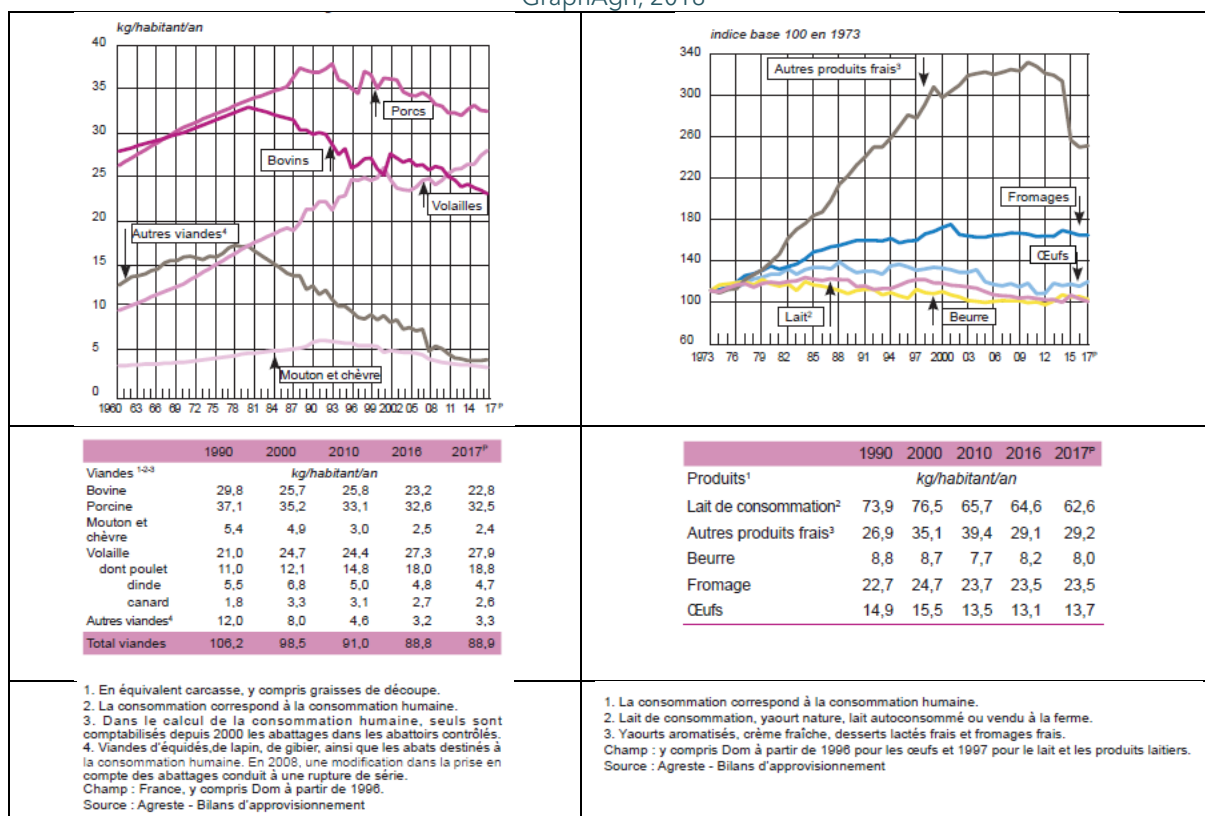 GraphAgri, 2018
kg/habitant/an
40
35
30
25
20
15
10
5
0
Porcs
Bovins
Volailles
Autres viandes⁴
Mouton et chèvre
1960 63 66 69 72 75 78 81 84 87 90 93 96 99 2002 05 08 11 14 17ᵖ
indice base 100 en 1973
340
300
260
220
180
140
100
60
Autres produits frais³
Fromages
Œufs
Lait²
Beurre
1973 76 79 82 85 88 91 94 97 2000 03 06 09 12 15 17ᵖ
1990 2000 2010 2016 2017ᵖ
Viandes ¹⁻²⁻³ kg/habitant/an
Bovine 29,8 25,7 25,8 23,2 22,8
Porcine 37,1 35,2 33,1 32,6 32,5
Mouton et
chèvre 5,4 4,9 3,0 2,5 2,4
Volaille 21,0 24,7 24,4 27,3 27,9
dont poulet 11,0 12,1 14,8 18,0 18,8
dinde 5,5 6,8 5,0 4,8 4,7
canard 1,8 3,3 3,1 2,7 2,6
Autres viandes⁴ 12,0 8,0 4,6 3,2 3,3
Total viandes 106,2 98,5 91,0 88,8 88,9
1990 2000 2010 2016 2017ᴾ
Produits¹ kg/habitant/an
Lait de consommation² 73,9 76,5 65,7 64,6 62,6
Autres produits frais³ 26,9 35,1 39,4 29,1 29,2
Beurre 8,8 8,7 7,7 8,2 8,0
Fromage 22,7 24,7 23,7 23,5 23,5
Œufs 14,9 15,5 13,5 13,1 13,7
1. En équivalent carcasse, y compris graisses de découpe.
2. La consommation correspond à la consommation humaine.
3. Dans le calcul de la consommation humaine, seuls sont
comptabilisés depuis 2000 les abattages dans les abattoirs contrôlés.
4. Viandes d'équidés,de lapin, de gibier, ainsi que les abats destinés à
la consommation humaine. En 2008, une modification dans la prise en
compte des abattages conduit à une rupture de série.
Champ : France, y compris Dom à partir de 1996.
Source : Agreste - Bilans d'approvisionnement
1. La consommation correspond à la consommation humaine.
2. Lait de consommation, yaourt nature, lait autoconsommé ou vendu à la ferme.
3. Yaourts aromatisés, crème fraîche, desserts lactés frais et fromages frais.
Champ : y compris Dom à partir de 1996 pour les œufs et 1997 pour le lait et les produits laitiers.
Source : Agreste - Bilans d'approvisionnement